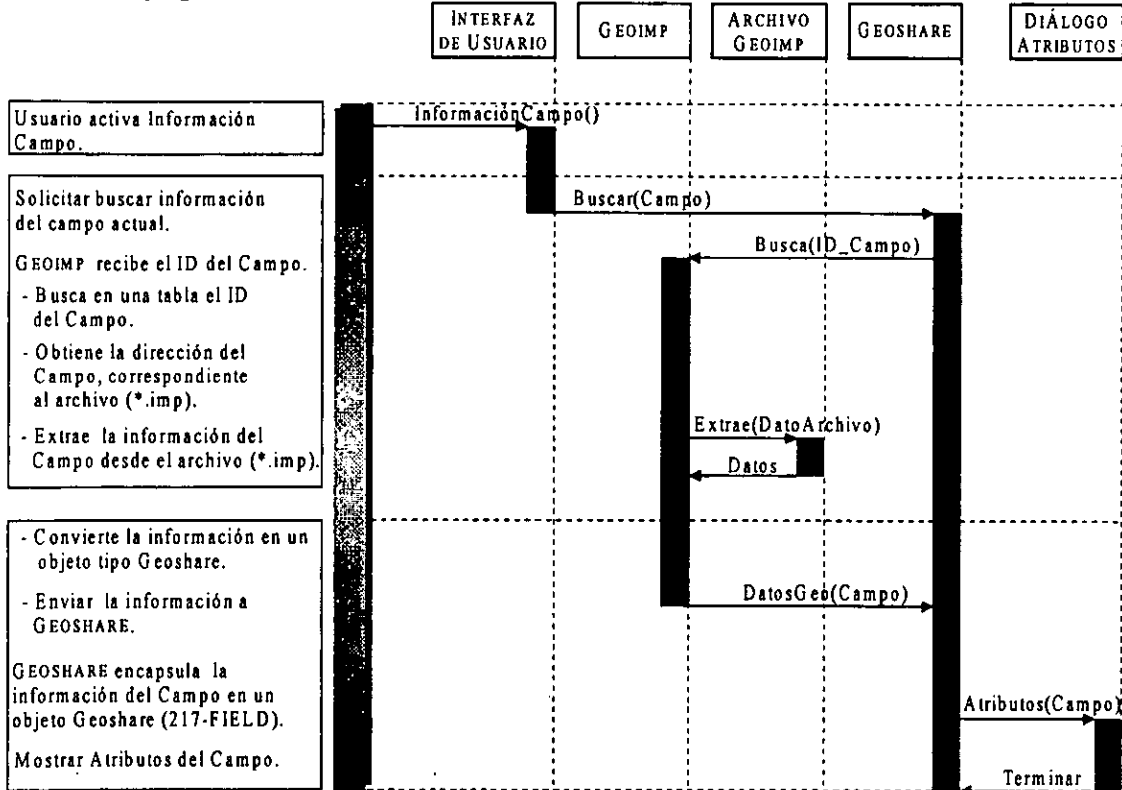 INTERFAZ
DE USUARIO
GEOIMP
ARCHIVO
GEOIMP
GEOSHARE
DIÁLOGO
ATRIBUTOS
Usuario activa Información
Campo.
InformaciónCampo()
Solicitar buscar información
del campo actual.
GEOIMP recibe el ID del Campo.
- Busca en una tabla el ID
del Campo.
- Obtiene la dirección del
Campo, correspondiente
al archivo (*.imp).
- Extrae la información del
Campo desde el archivo (*.imp).
Buscar(Campo)
Busca(ID_Campo)
Extrae(DatoArchivo)
Datos
- Convierte la información en un
objeto tipo Geoshare.
- Enviar la información a
GEOSHARE.
GEOSHARE encapsula la
información del Campo en un
objeto Geoshare (217-FIELD).
Mostrar Atributos del Campo.
DatosGeo(Campo)
Atributos(Campo)
Terminar